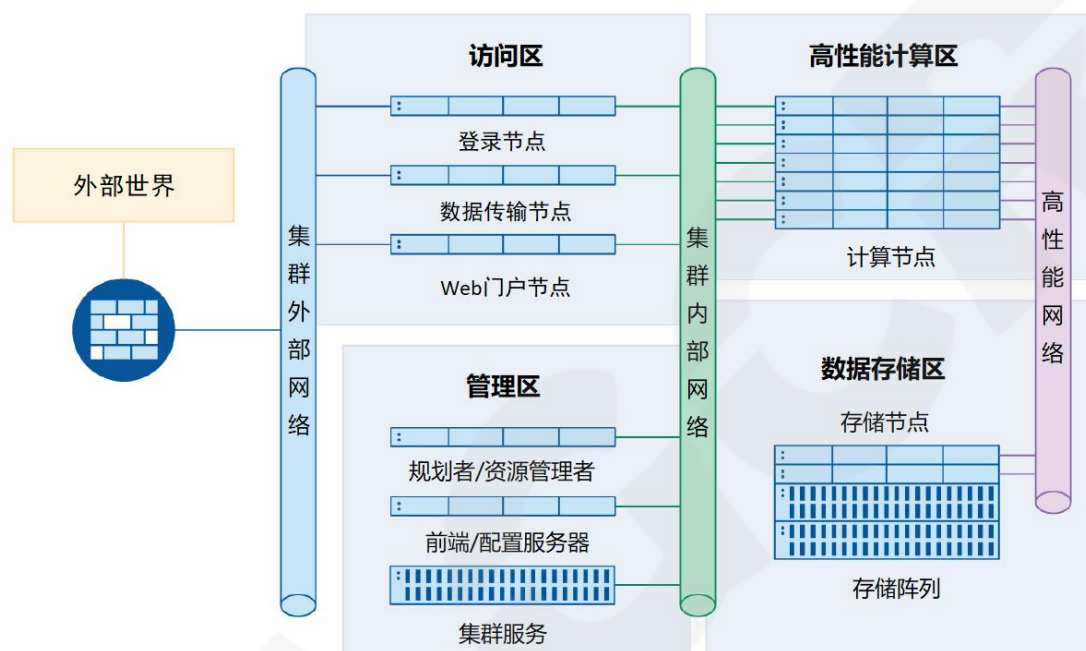 外部世界
集群外部网络
访问区
登录节点
数据传输节点
Web门户节点
管理区
规划者/资源管理者
前端/配置服务器
集群服务
集群内部网络
高性能计算区
计算节点
数据存储区
存储节点
存储阵列
高性能网络